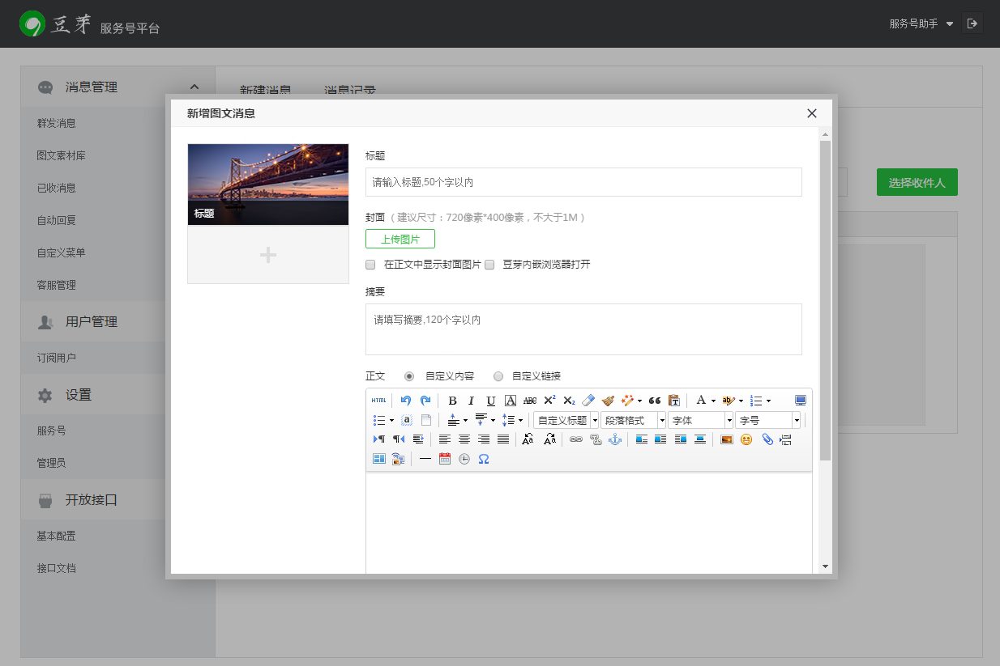 豆芽 服务号平台
服务号助手
消息管理
群发消息
图文素材库
已收消息
自动回复
自定义菜单
客服管理
用户管理
订阅用户
设置
服务号
管理员
开放接口
基本配置
接口文档
新建消息 消息记录
选择收件人
新增图文消息
标题
标题
请输入标题,50个字以内
封面（建议尺寸：720像素*400像素，不大于1M）
上传图片
在正文中显示封面图片 豆芽内嵌浏览器打开
摘要
请填写摘要,120个字以内
正文 自定义内容 自定义链接
HTML B I U A ABC X² X₂ A ab
a 自定义标题 段落格式 字体 字号